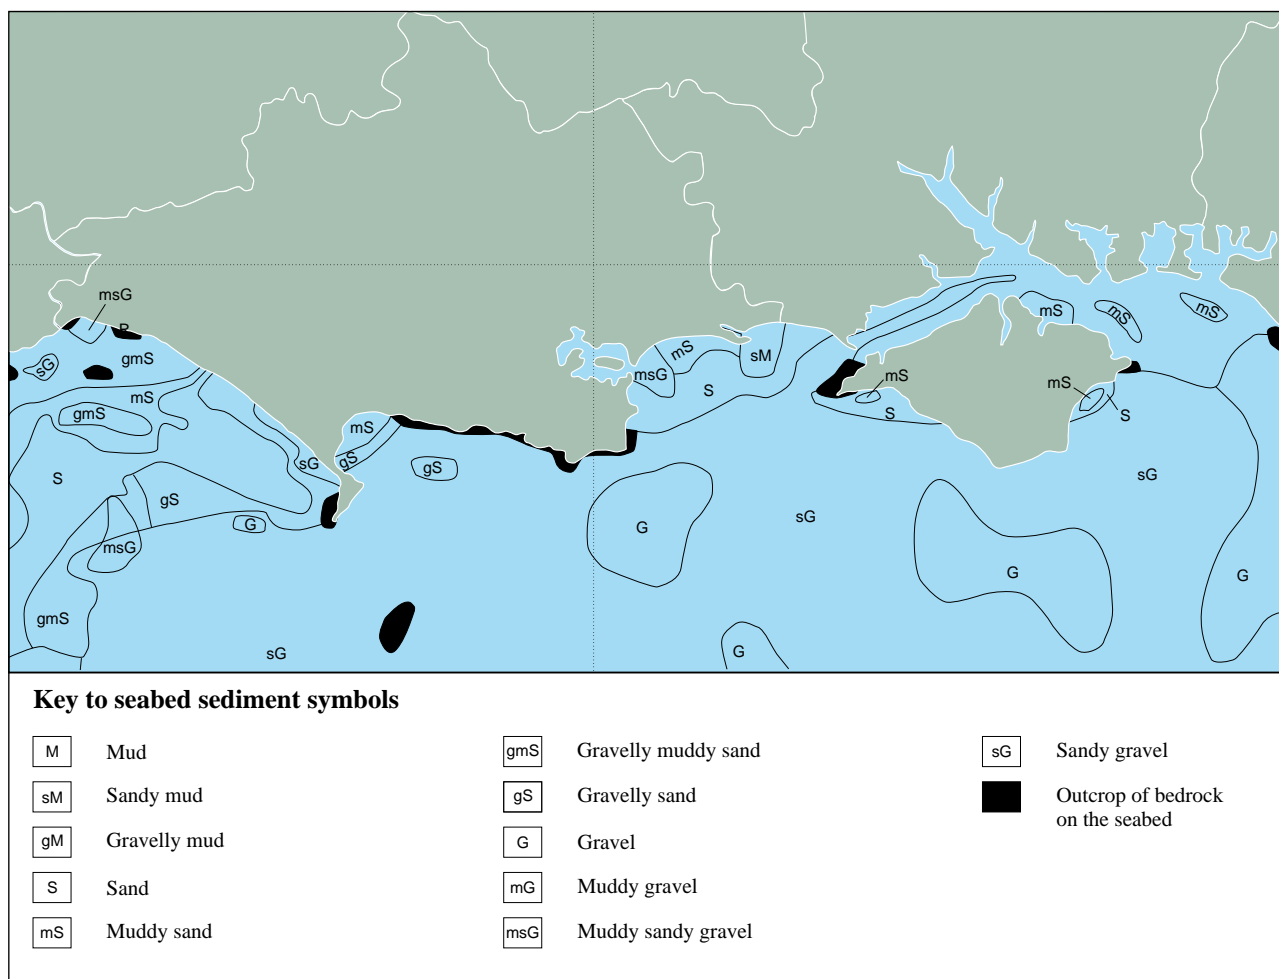 msG
R
sG
gmS
mS
gmS
S
gS
msG
G
gmS
sG
sG
mS
gS
gS
msG
mS
sM
S
G
sG
G
mS
S
mS
mS
mS
mS
S
sG
G
G
Key to seabed sediment symbols
M Mud
sM Sandy mud
gM Gravelly mud
S Sand
mS Muddy sand
gmS Gravelly muddy sand
gS Gravelly sand
G Gravel
mG Muddy gravel
msG Muddy sandy gravel
sG Sandy gravel
Outcrop of bedrock
on the seabed